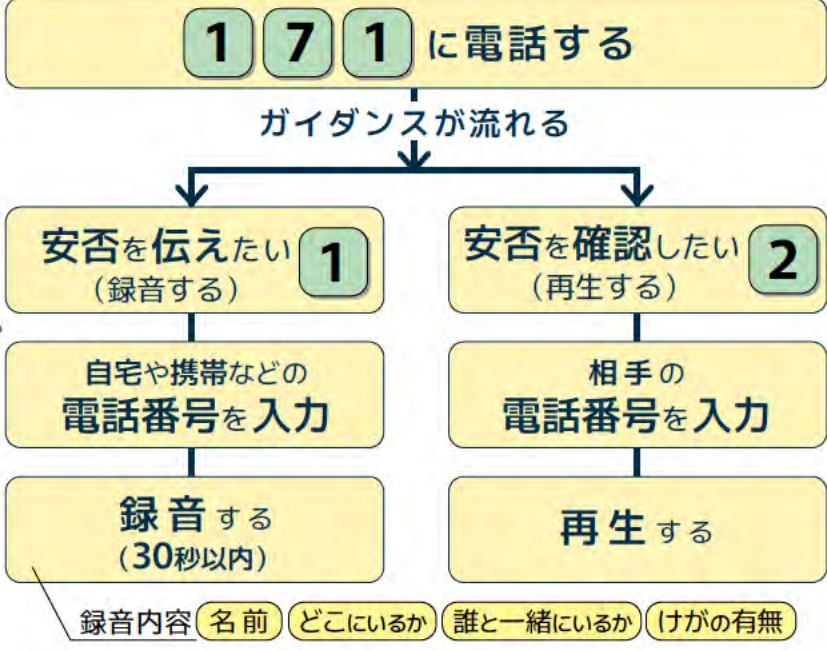 171に電話する
ガイダンスが流れる
安否を伝えたい 1
（録音する）
自宅や携帯などの
電話番号を入力
録音する
（30秒以内）
安否を確認したい 2
（再生する）
相手の
電話番号を入力
再生する
録音内容 名前 どこにいるか 誰と一緒にいるか けがの有無